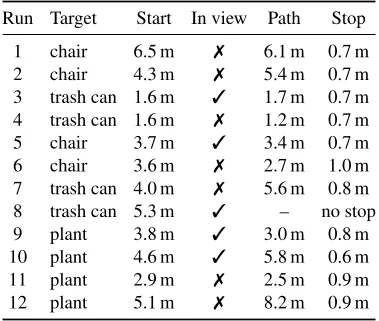 Run Target Start In view Path Stop
1 chair 6.5 m ✗ 6.1 m 0.7 m
2 chair 4.3 m ✗ 5.4 m 0.7 m
3 trash can 1.6 m ✓ 1.7 m 0.7 m
4 trash can 1.6 m ✗ 1.2 m 0.7 m
5 chair 3.7 m ✓ 3.4 m 0.7 m
6 chair 3.6 m ✗ 2.7 m 1.0 m
7 trash can 4.0 m ✗ 5.6 m 0.8 m
8 trash can 5.3 m ✓ – no stop
9 plant 3.8 m ✓ 3.0 m 0.8 m
10 plant 4.6 m ✓ 5.8 m 0.6 m
11 plant 2.9 m ✗ 2.5 m 0.9 m
12 plant 5.1 m ✗ 8.2 m 0.9 m